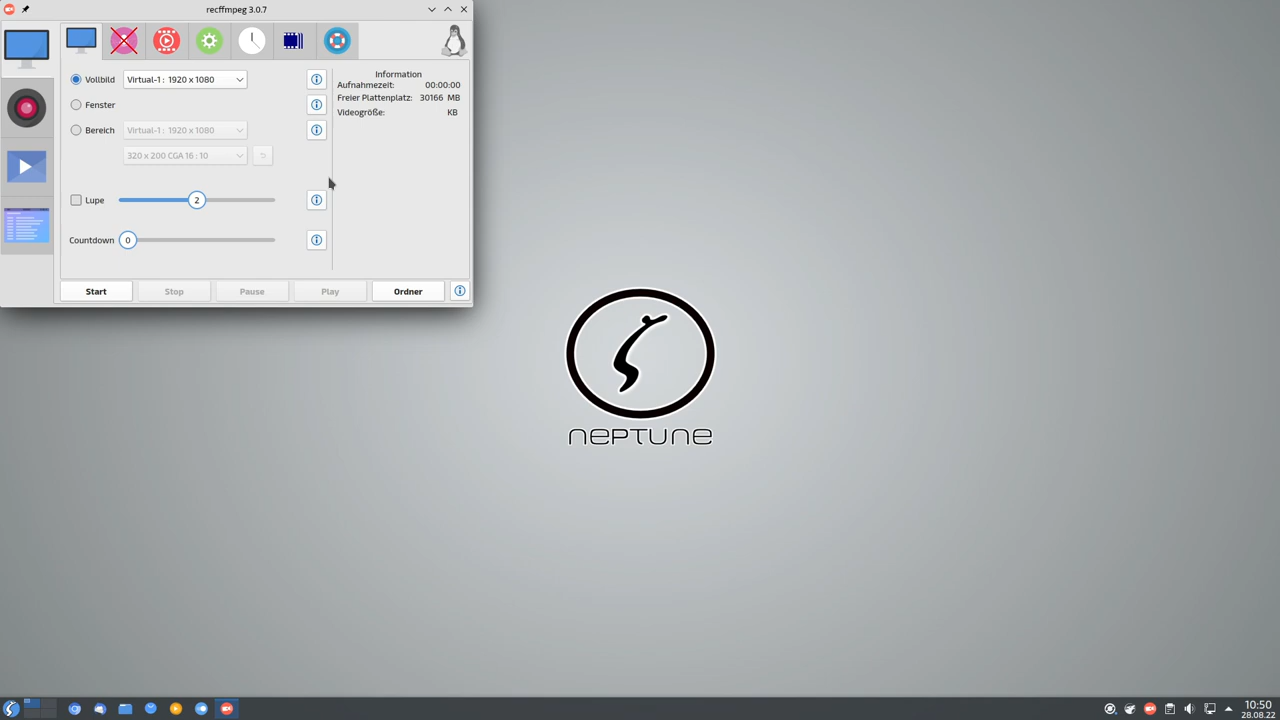 recffmpeg 3.0.7
Vollbild
Virtual-1 : 1920 x 1080
Fenster
Bereich
Virtual-1 : 1920 x 1080
320 x 200 CGA 16 : 10
Lupe
2
Countdown
0
Information
Aufnahmezeit: 00:00:00
Freier Plattenplatz: 30166 MB
Videogröße: KB
Start
Stop
Pause
Play
Ordner
NEPTUNE
10:50
28.08.22